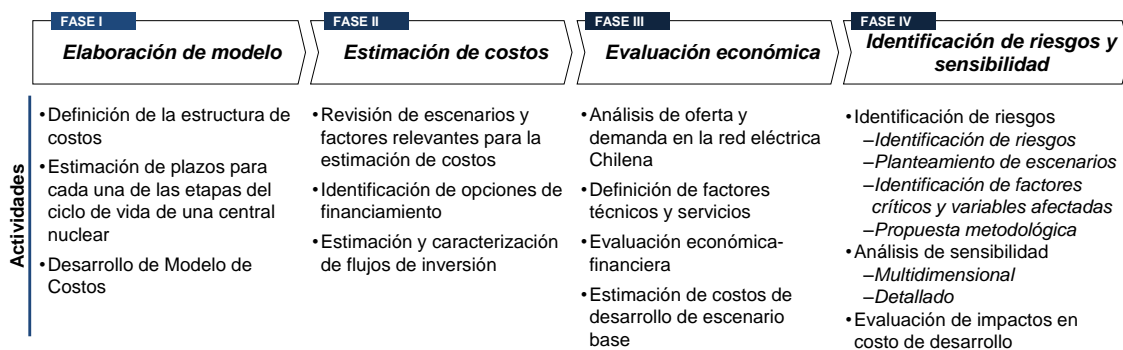 FASE I
Elaboración de modelo
FASE II
Estimación de costos
FASE III
Evaluación económica
FASE IV
Identificación de riesgos y
sensibilidad
Actividades
•Definición de la estructura de
costos
•Estimación de plazos para
cada una de las etapas del
ciclo de vida de una central
nuclear
•Desarrollo de Modelo de
Costos
•Revisión de escenarios y
factores relevantes para la
estimación de costos
•Identificación de opciones de
financiamiento
•Estimación y caracterización
de flujos de inversión
•Análisis de oferta y
demanda en la red eléctrica
Chilena
•Definición de factores
técnicos y servicios
•Evaluación económica-
financiera
•Estimación de costos de
desarrollo de escenario
base
•Identificación de riesgos
–Identificación de riesgos
–Planteamiento de escenarios
–Identificación de factores
críticos y variables afectadas
–Propuesta metodológica
•Análisis de sensibilidad
–Multidimensional
–Detallado
•Evaluación de impactos en
costo de desarrollo